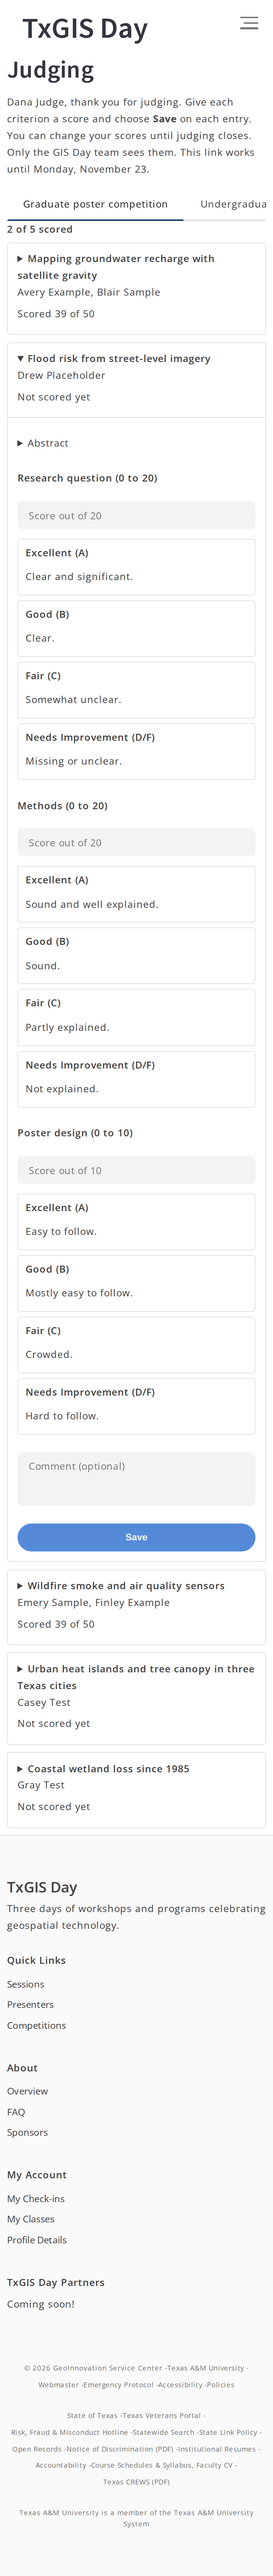 TxGIS Day
Judging
Dana Judge, thank you for judging. Give each
criterion a score and choose Save on each entry.
You can change your scores until judging closes.
Only the GIS Day team sees them. This link works
until Monday, November 23.
Graduate poster competition Undergradua
2 of 5 scored
Mapping groundwater recharge with
satellite gravity
Avery Example, Blair Sample
Scored 39 of 50
Flood risk from street-level imagery
Drew Placeholder
Not scored yet
Abstract
Research question (0 to 20)
Score out of 20
Excellent (A)
Clear and significant.
Good (B)
Clear.
Fair (C)
Somewhat unclear.
Needs Improvement (D/F)
Missing or unclear.
Methods (0 to 20)
Score out of 20
Excellent (A)
Sound and well explained.
Good (B)
Sound.
Fair (C)
Partly explained.
Needs Improvement (D/F)
Not explained.
Poster design (0 to 10)
Score out of 10
Excellent (A)
Easy to follow.
Good (B)
Mostly easy to follow.
Fair (C)
Crowded.
Needs Improvement (D/F)
Hard to follow.
Comment (optional)
Save
Wildfire smoke and air quality sensors
Emery Sample, Finley Example
Scored 39 of 50
Urban heat islands and tree canopy in three
Texas cities
Casey Test
Not scored yet
Coastal wetland loss since 1985
Gray Test
Not scored yet
TxGIS Day
Three days of workshops and programs celebrating
geospatial technology.
Quick Links
Sessions
Presenters
Competitions
About
Overview
FAQ
Sponsors
My Account
My Check-ins
My Classes
Profile Details
TxGIS Day Partners
Coming soon!
© 2026 GeoInnovation Service Center -Texas A&M University -
Webmaster -Emergency Protocol -Accessibility -Policies
State of Texas -Texas Veterans Portal -
Risk, Fraud & Misconduct Hotline -Statewide Search -State Link Policy -
Open Records -Notice of Discrimination (PDF) -Institutional Resumes -
Accountability -Course Schedules & Syllabus, Faculty CV -
Texas CREWS (PDF)
Texas A&M University is a member of the Texas A&M University
System